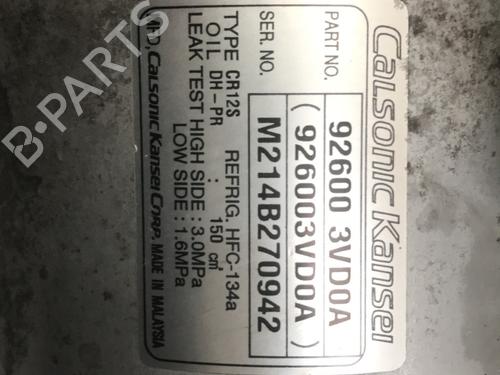 Calsonic Kansei
PART NO. 92600 3VD0A
( 926003VD0A )
SER. NO. M214B270942
TYPE CR12S REFRIG. HFC-134a
OIL DH-PR : 150 cm³
LEAK TEST HIGH SIDE : 3.0MPa
LOW SIDE : 1.6MPa
MFD, CALSONIC KANSEI CORP. MADE IN MALAYSIA
B-PARTS